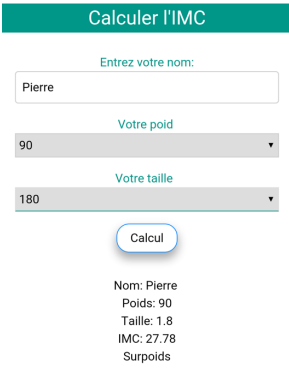 Calculer l'IMC
Entrez votre nom:
Pierre
Votre poid
90
Votre taille
180
Calcul
Nom: Pierre
Poids: 90
Taille: 1.8
IMC: 27.78
Surpoids